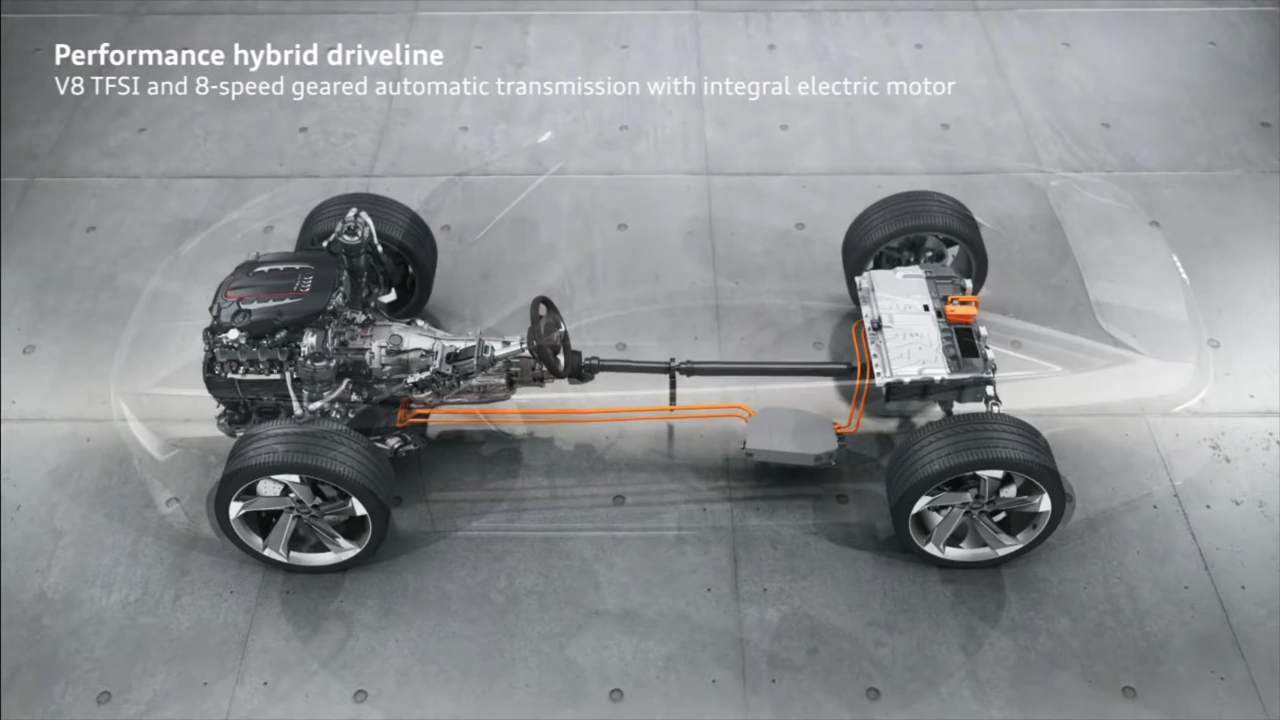 Performance hybrid driveline
V8 TFSI and 8-speed geared automatic transmission with integral electric motor